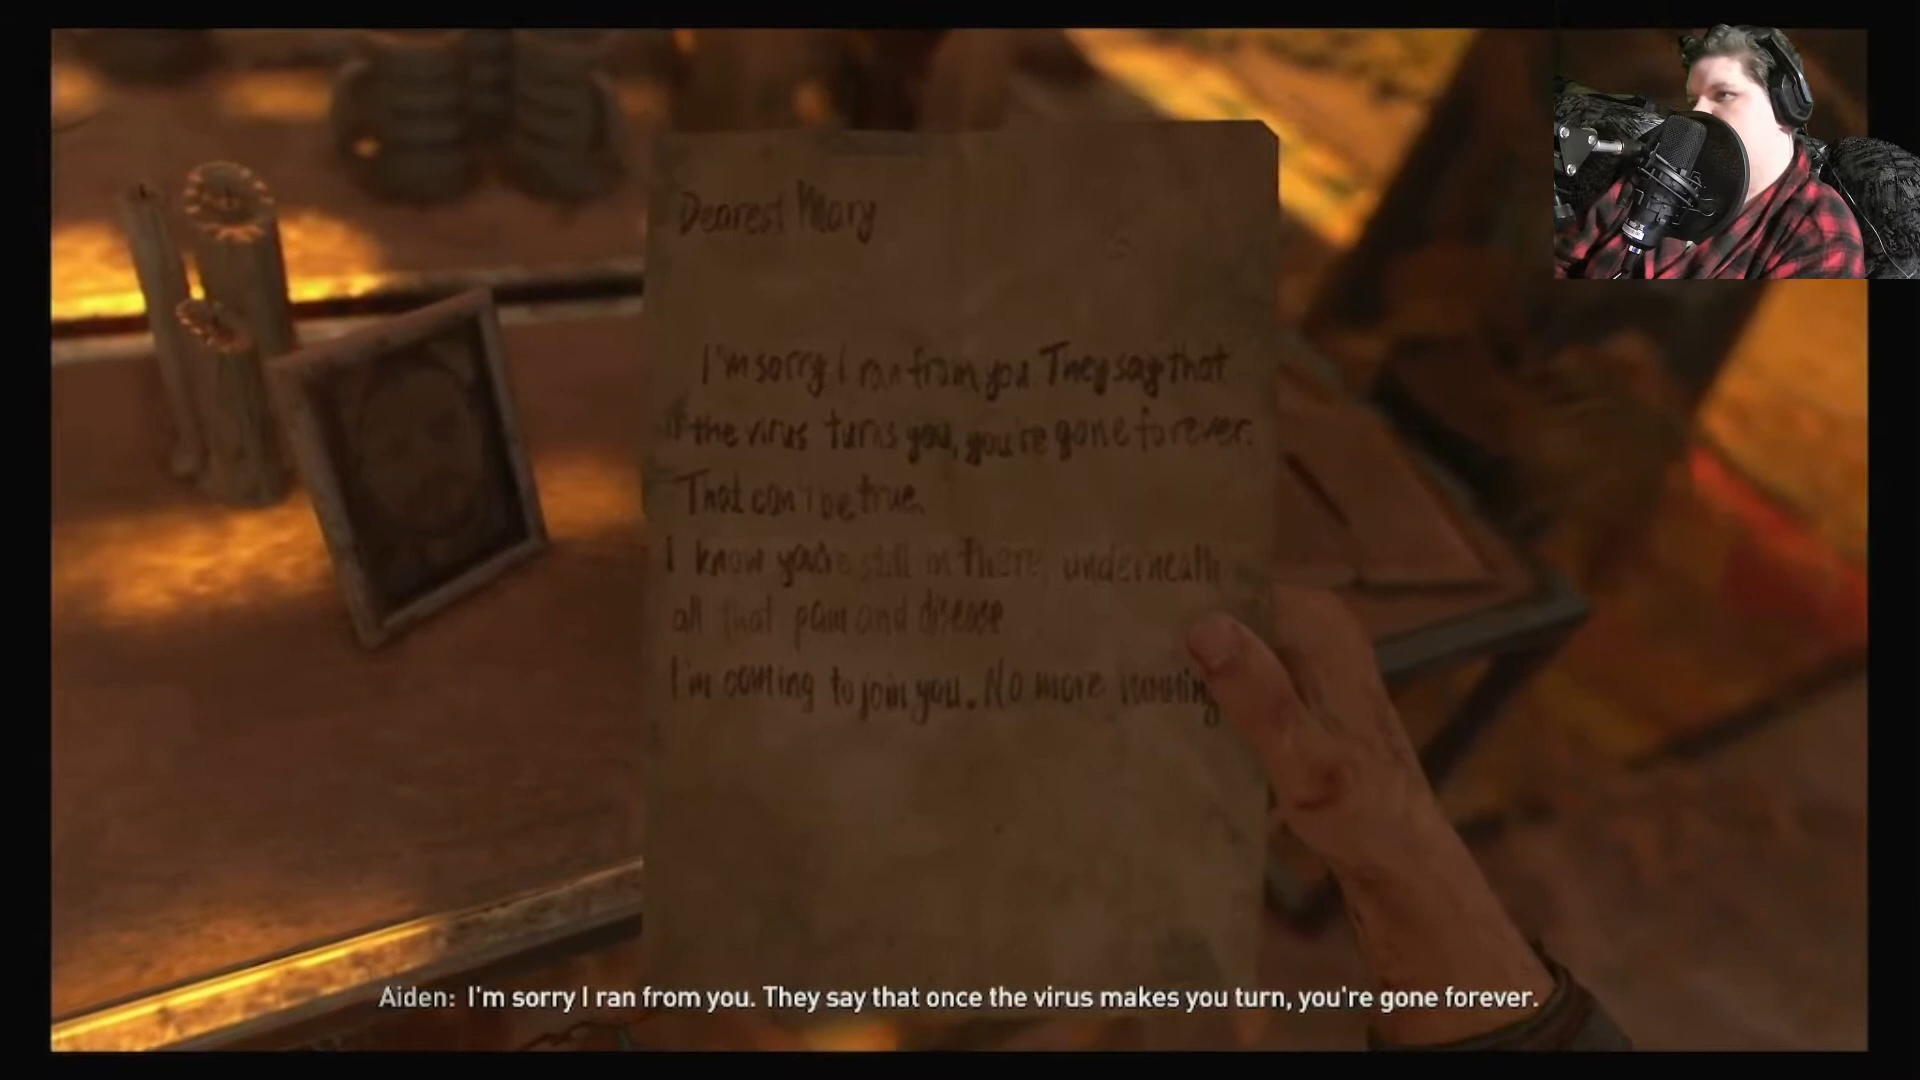 Dearest Mary
I'm sorry I ran from you. They say that
if the virus turns you, you're gone forever.
That can't be true.
I know you're still in there, underneath
all that pain and disease
I'm coming to join you. No more running
Aiden: I'm sorry I ran from you. They say that once the virus makes you turn, you're gone forever.